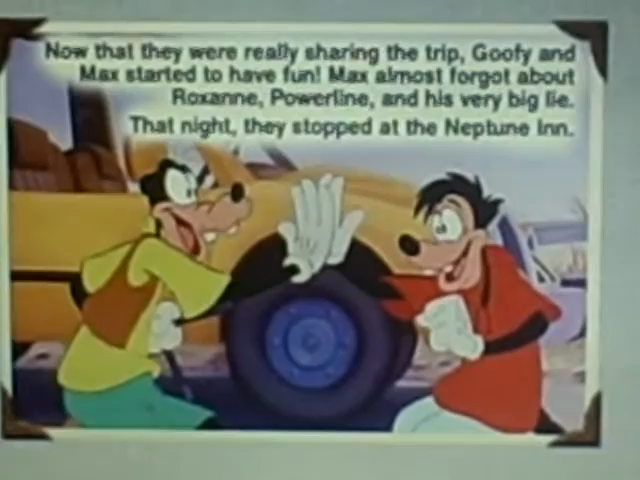 Now that they were really sharing the trip, Goofy and
Max started to have fun! Max almost forgot about
Roxanne, Powerline, and his very big lie.
That night, they stopped at the Neptune Inn.